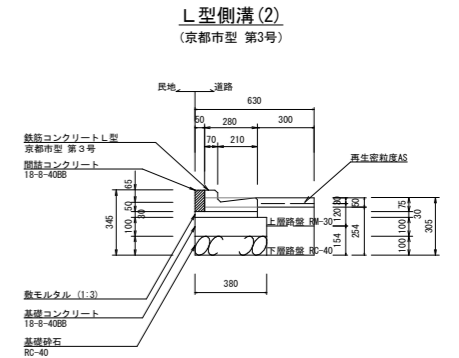 L型側溝(2)
(京都市型 第3号)
民地 道路
630
50 280 300
70 210
鉄筋コンクリートL型
京都市型 第3号
間詰コンクリート
18-8-40BB
再生密粒度AS
65
50
30
100
100
345
30
120
154
50
254
75
30
100
100
305
上層路盤 RM-30
下層路盤 RC-40
380
敷モルタル (1:3)
基礎コンクリート
18-8-40BB
基礎砕石
RC-40